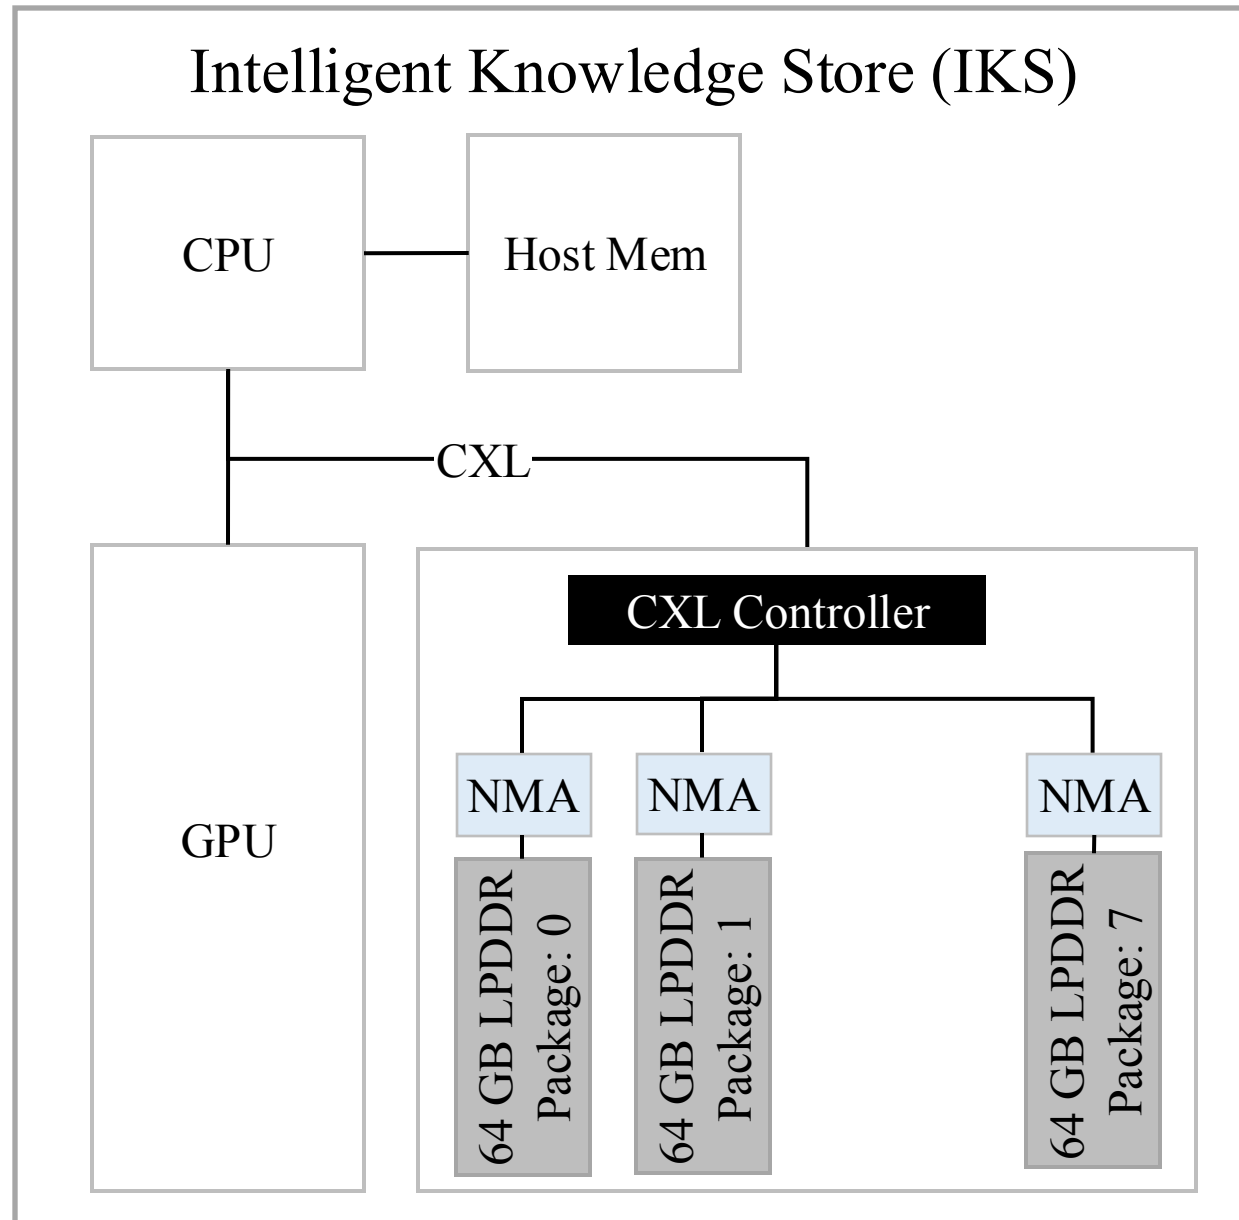 Intelligent Knowledge Store (IKS)
CPU
Host Mem
CXL
GPU
CXL Controller
NMA
NMA
NMA
64 GB LPDDR
Package: 0
64 GB LPDDR
Package: 1
64 GB LPDDR
Package: 7